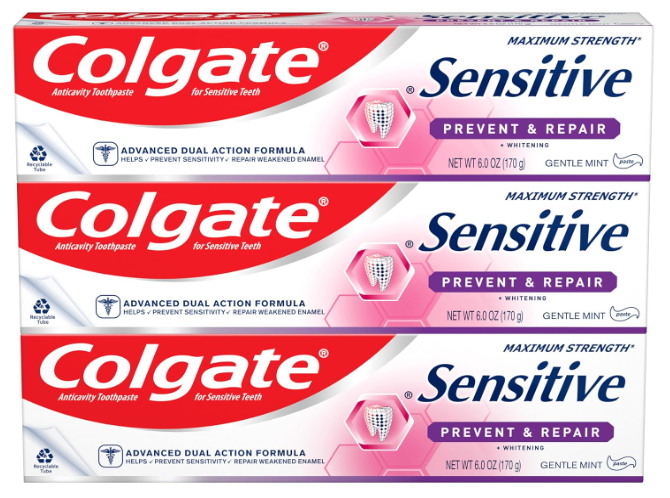 Colgate®
Anticavity Toothpaste for Sensitive Teeth
MAXIMUM STRENGTH*
® Sensitive
PREVENT & REPAIR
+ WHITENING
ADVANCED DUAL ACTION FORMULA
HELPS ✓ PREVENT SENSITIVITY ✓ REPAIR WEAKENED ENAMEL
Recyclable
Tube
NET WT 6.0 OZ (170 g) GENTLE MINT paste
Colgate®
Anticavity Toothpaste for Sensitive Teeth
MAXIMUM STRENGTH*
® Sensitive
PREVENT & REPAIR
+ WHITENING
ADVANCED DUAL ACTION FORMULA
HELPS ✓ PREVENT SENSITIVITY ✓ REPAIR WEAKENED ENAMEL
Recyclable
Tube
NET WT 6.0 OZ (170 g) GENTLE MINT paste
Colgate®
Anticavity Toothpaste for Sensitive Teeth
MAXIMUM STRENGTH*
® Sensitive
PREVENT & REPAIR
+ WHITENING
ADVANCED DUAL ACTION FORMULA
HELPS ✓ PREVENT SENSITIVITY ✓ REPAIR WEAKENED ENAMEL
Recyclable
Tube
NET WT 6.0 OZ (170 g) GENTLE MINT paste